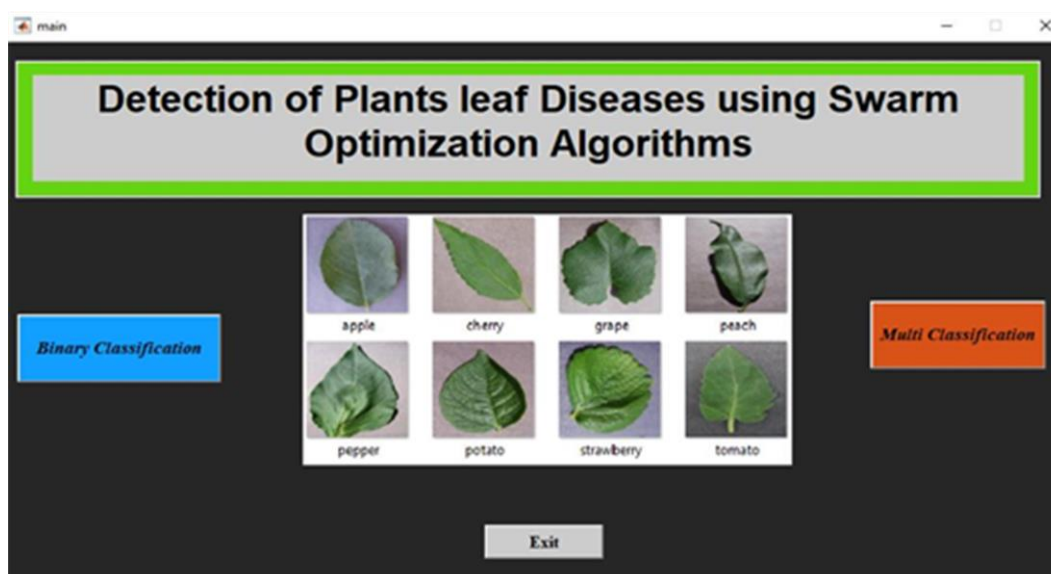 main
Detection of Plants leaf Diseases using Swarm
Optimization Algorithms
apple cherry grape peach
Binary Classification
Multi Classification
pepper potato strawberry tomato
Exit